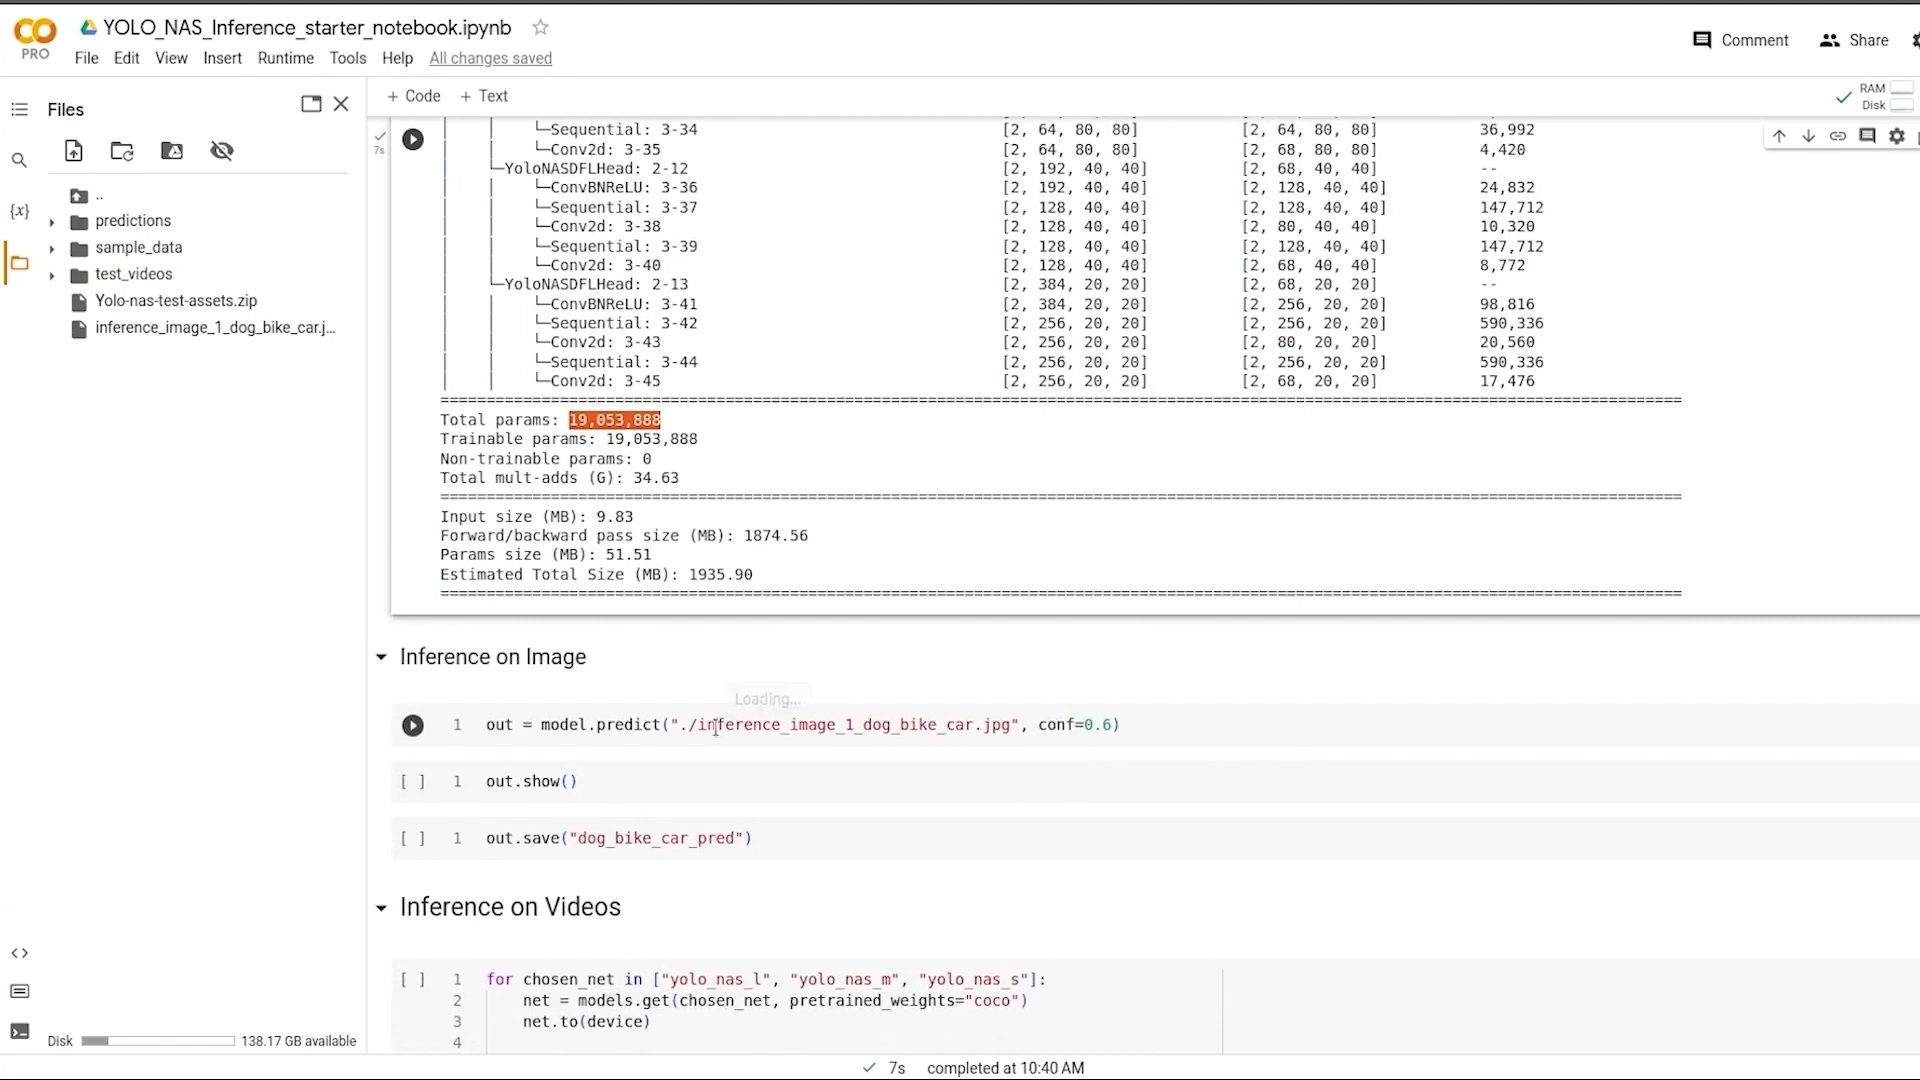 CO
PRO
YOLO_NAS_Inference_starter_notebook.ipynb
File Edit View Insert Runtime Tools Help All changes saved
Comment
Share
Files
+ Code + Text
RAM
Disk
..
predictions
sample_data
test_videos
Yolo-nas-test-assets.zip
inference_image_1_dog_bike_car.j...
{x}
7s
└─Sequential: 3-34 [2, 64, 80, 80] [2, 64, 80, 80] 36,992
└─Conv2d: 3-35 [2, 64, 80, 80] [2, 68, 80, 80] 4,420
└─YoloNASDFLHead: 2-12 [2, 192, 40, 40] [2, 68, 40, 40] --
└─ConvBNReLU: 3-36 [2, 192, 40, 40] [2, 128, 40, 40] 24,832
└─Sequential: 3-37 [2, 128, 40, 40] [2, 128, 40, 40] 147,712
└─Conv2d: 3-38 [2, 128, 40, 40] [2, 80, 40, 40] 10,320
└─Sequential: 3-39 [2, 128, 40, 40] [2, 128, 40, 40] 147,712
└─Conv2d: 3-40 [2, 128, 40, 40] [2, 68, 40, 40] 8,772
└─YoloNASDFLHead: 2-13 [2, 384, 20, 20] [2, 68, 20, 20] --
└─ConvBNReLU: 3-41 [2, 384, 20, 20] [2, 256, 20, 20] 98,816
└─Sequential: 3-42 [2, 256, 20, 20] [2, 256, 20, 20] 590,336
└─Conv2d: 3-43 [2, 256, 20, 20] [2, 80, 20, 20] 20,560
└─Sequential: 3-44 [2, 256, 20, 20] [2, 256, 20, 20] 590,336
└─Conv2d: 3-45 [2, 256, 20, 20] [2, 68, 20, 20] 17,476
Total params: 19,053,888
Trainable params: 19,053,888
Non-trainable params: 0
Total mult-adds (G): 34.63
Input size (MB): 9.83
Forward/backward pass size (MB): 1874.56
Params size (MB): 51.51
Estimated Total Size (MB): 1935.90
Inference on Image
Loading...
1 out = model.predict("./inference_image_1_dog_bike_car.jpg", conf=0.6)
[ ] 1 out.show()
[ ] 1 out.save("dog_bike_car_pred")
Inference on Videos
[ ] 1 for chosen_net in ["yolo_nas_l", "yolo_nas_m", "yolo_nas_s"]:
2 net = models.get(chosen_net, pretrained_weights="coco")
3 net.to(device)
4
Disk 138.17 GB available
7s completed at 10:40 AM